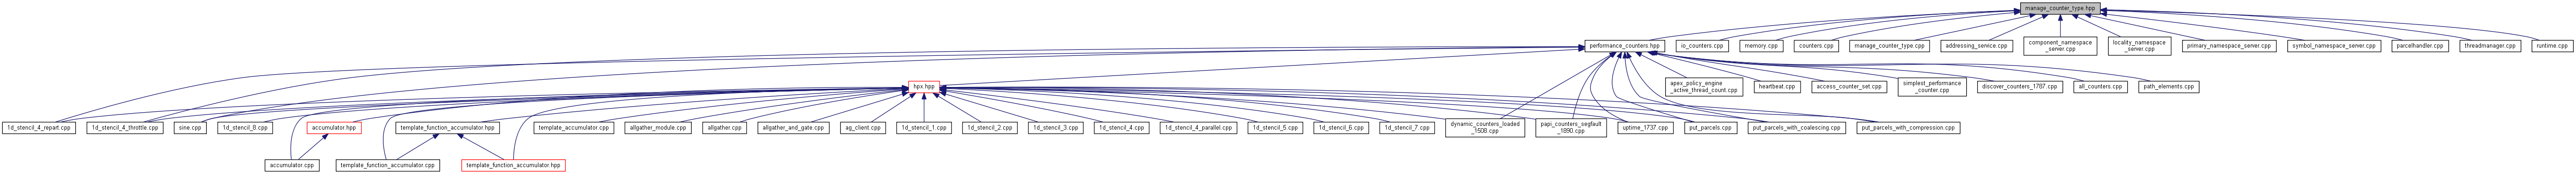 manage_counter_type.hpp
performance_counters.hpp
io_counters.cpp
memory.cpp
counters.cpp
manage_counter_type.cpp
addressing_service.cpp
component_namespace
_server.cpp
locality_namespace
_server.cpp
primary_namespace_server.cpp
symbol_namespace_server.cpp
parcelhandler.cpp
threadmanager.cpp
runtime.cpp
hpx.hpp
apex_policy_engine
_active_thread_count.cpp
heartbeat.cpp
access_counter_set.cpp
simplest_performance
_counter.cpp
discover_counters_1787.cpp
all_counters.cpp
path_elements.cpp
1d_stencil_4_repart.cpp
1d_stencil_4_throttle.cpp
sine.cpp
1d_stencil_8.cpp
accumulator.hpp
template_function_accumulator.hpp
template_accumulator.cpp
allgather_module.cpp
allgather.cpp
allgather_and_gate.cpp
ag_client.cpp
1d_stencil_1.cpp
1d_stencil_2.cpp
1d_stencil_3.cpp
1d_stencil_4.cpp
1d_stencil_4_parallel.cpp
1d_stencil_5.cpp
1d_stencil_6.cpp
1d_stencil_7.cpp
dynamic_counters_loaded
_1508.cpp
papi_counters_segfault
_1890.cpp
uptime_1737.cpp
put_parcels.cpp
put_parcels_with_coalescing.cpp
put_parcels_with_compression.cpp
accumulator.cpp
template_function_accumulator.cpp
template_function_accumulator.hpp